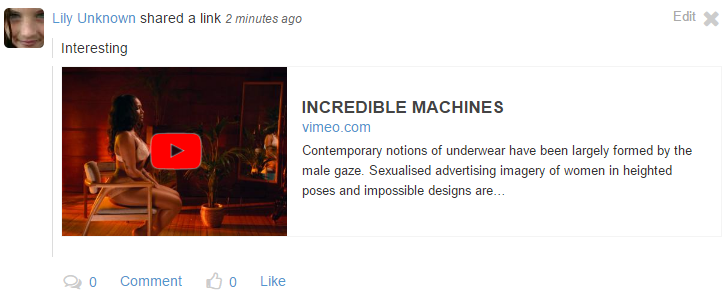 Lily Unknown shared a link 2 minutes ago
Edit
Interesting
INCREDIBLE MACHINES
vimeo.com
Contemporary notions of underwear have been largely formed by the
male gaze. Sexualised advertising imagery of women in heighted
poses and impossible designs are...
0 Comment 0 Like